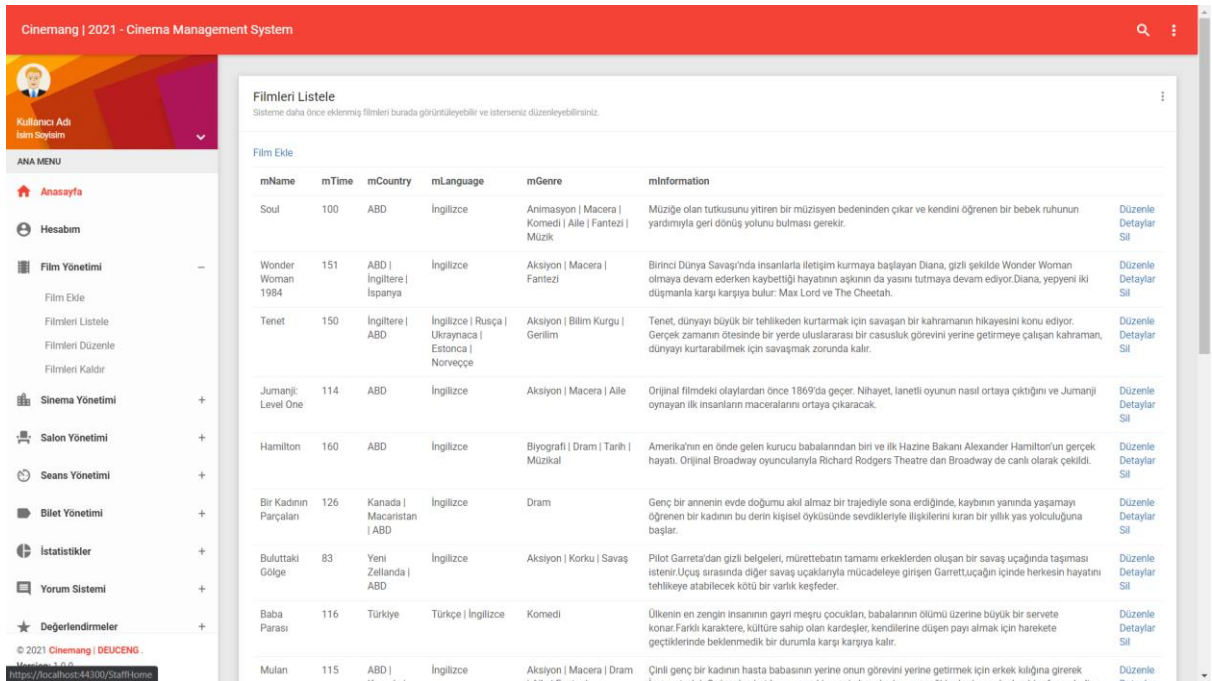 Cinemang | 2021 - Cinema Management System
Kullanıcı Adı
İsim Soyisim
ANA MENU
Anasayfa
Hesabım
Film Yönetimi
Film Ekle
Filmleri Listele
Filmleri Düzenle
Filmleri Kaldır
Sinema Yönetimi
Salon Yönetimi
Seans Yönetimi
Bilet Yönetimi
İstatistikler
Yorum Sistemi
Değerlendirmeler
© 2021 Cinemang | DEUCENG .
https://localhost:44300/StaffHome
Filmleri Listele
Sisteme daha önce eklenmiş filmleri burada görüntüleyebilir ve isterseniz düzenleyebilirsiniz.
Film Ekle
mName mTime mCountry mLanguage mGenre mInformation
Soul 100 ABD İngilizce Animasyon | Macera | Müziğe olan tutkusunu yitiren bir müzisyen bedeninden çıkar ve kendini öğrenen bir bebek ruhunun Düzenle
Komedi | Aile | Fantezi | yardımıyla geri dönüş yolunu bulması gerekir. Detaylar
Müzik Sil
Wonder 151 ABD | İngilizce Aksiyon | Macera | Birinci Dünya Savaşı'nda insanlarla iletişim kurmaya başlayan Diana, gizli şekilde Wonder Woman Düzenle
Woman İngiltere | Fantezi olmaya devam ederken kaybettiği hayatının aşkının da yasını tutmaya devam ediyor.Diana, yepyeni iki Detaylar
1984 İspanya düşmanla karşı karşıya bulur: Max Lord ve The Cheetah. Sil
Tenet 150 İngiltere | İngilizce | Rusça | Aksiyon | Bilim Kurgu | Tenet, dünyayı büyük bir tehlikeden kurtarmak için savaşan bir kahramanın hikayesini konu ediyor. Düzenle
ABD Ukraynaca | Gerilim Gerçek zamanın ötesinde bir yerde uluslararası bir casusluk görevini yerine getirmeye çalışan kahraman, Detaylar
Estonca | dünyayı kurtarabilmek için savaşmak zorunda kalır. Sil
Norveççe
Jumanji: 114 ABD İngilizce Aksiyon | Macera | Aile Orijinal filmdeki olaylardan önce 1869'da geçer. Nihayet, lanetli oyunun nasıl ortaya çıktığını ve Jumanji Düzenle
Level One oynayan ilk insanların maceralarını ortaya çıkaracak. Detaylar
Sil
Hamilton 160 ABD İngilizce Biyografi | Dram | Tarih | Amerika'nın en önde gelen kurucu babalarından biri ve ilk Hazine Bakanı Alexander Hamilton'un gerçek Düzenle
Müzikal hayatı. Orijinal Broadway oyuncularıyla Richard Rodgers Theatre dan Broadway de canlı olarak çekildi. Detaylar
Sil
Bir Kadının 126 Kanada | İngilizce Dram Genç bir annenin evde doğumu akıl almaz bir trajediyle sona erdiğinde, kaybının yanında yaşamayı Düzenle
Parçaları Macaristan öğrenen bir kadının bu derin kişisel öyküsünde sevdikleriyle ilişkilerini kıran bir yıllık yas yolculuğuna Detaylar
| ABD başlar. Sil
Buluttaki 83 Yeni İngilizce Aksiyon | Korku | Savaş Pilot Garreta'dan gizli belgeleri, mürettebatın tamamı erkeklerden oluşan bir savaş uçağında taşıması Düzenle
Gölge Zellanda | istenir.Uçuş sırasında diğer savaş uçaklarıyla mücadeleye girişen Garrett,uçağın içinde herkesin hayatını Detaylar
ABD tehlikeye atabilecek kötü bir varlık keşfeder. Sil
Baba 116 Türkiye Türkçe | İngilizce Komedi Ülkenin en zengin insanının gayri meşru çocukları, babalarının ölümü üzerine büyük bir servete Düzenle
Parası konar.Farklı karaktere, kültüre sahip olan kardeşler, kendilerine düşen payı almak için harekete Detaylar
geçtiklerinde beklenmedik bir durumla karşı karşıya kalır. Sil
Mulan 115 ABD | İngilizce Aksiyon | Macera | Dram Çinli genç bir kadının hasta babasının yerine onun görevini yerine getirmek için erkek kılığına girerek Düzenle